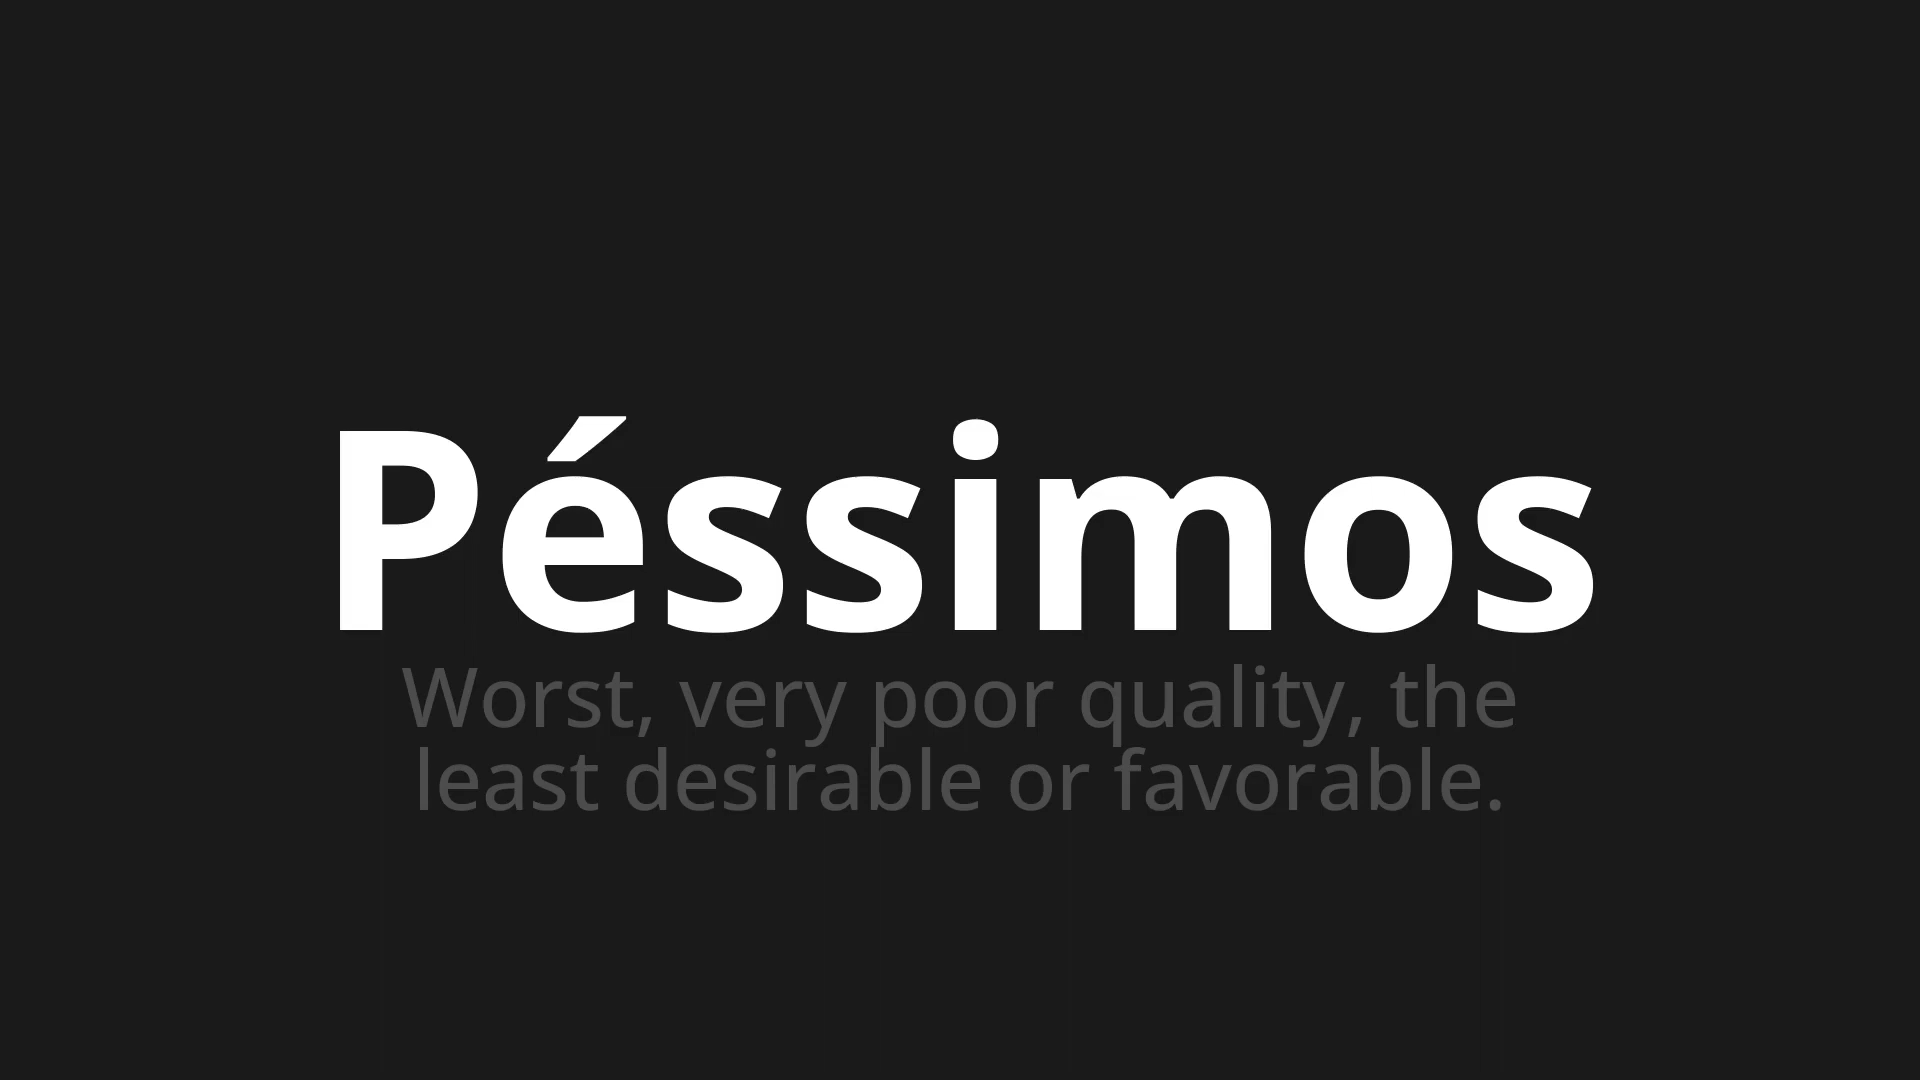 Péssimos
Worst, very poor quality, the
least desirable or favorable.